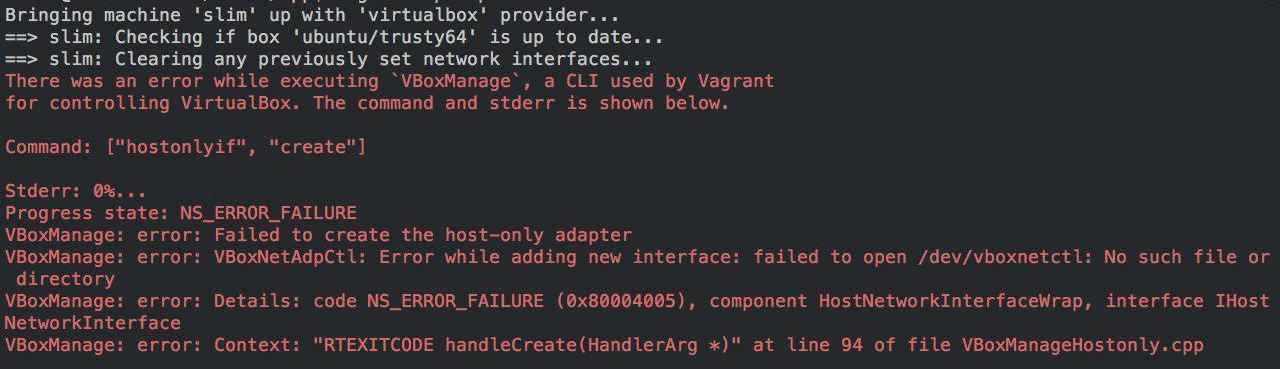 Bringing machine 'slim' up with 'virtualbox' provider...
==> slim: Checking if box 'ubuntu/trusty64' is up to date...
==> slim: Clearing any previously set network interfaces...
There was an error while executing `VBoxManage`, a CLI used by Vagrant
for controlling VirtualBox. The command and stderr is shown below.

Command: ["hostonlyif", "create"]

Stderr: 0%...
Progress state: NS_ERROR_FAILURE
VBoxManage: error: Failed to create the host-only adapter
VBoxManage: error: VBoxNetAdpCtl: Error while adding new interface: failed to open /dev/vboxnetctl: No such file or
 directory
VBoxManage: error: Details: code NS_ERROR_FAILURE (0x80004005), component HostNetworkInterfaceWrap, interface IHost
NetworkInterface
VBoxManage: error: Context: "RTEXITCODE handleCreate(HandlerArg *)" at line 94 of file VBoxManageHostonly.cpp